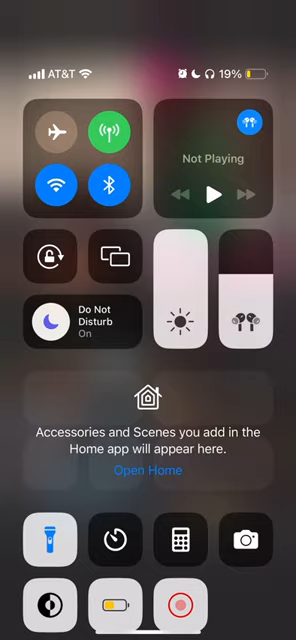 AT&T 19%
Not Playing
Do Not
Disturb
On
Accessories and Scenes you add in the
Home app will appear here.
Open Home